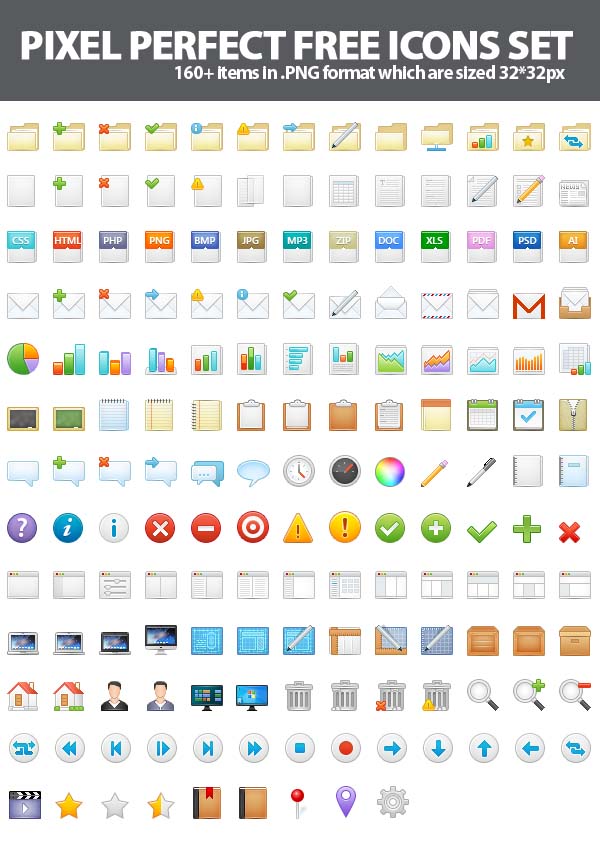 PIXEL PERFECT FREE ICONS SET
160+ items in .PNG format which are sized 32*32px
NEWS
CSS HTML PHP PNG BMP JPG MP3 ZIP DOC XLS PDF PSD AI